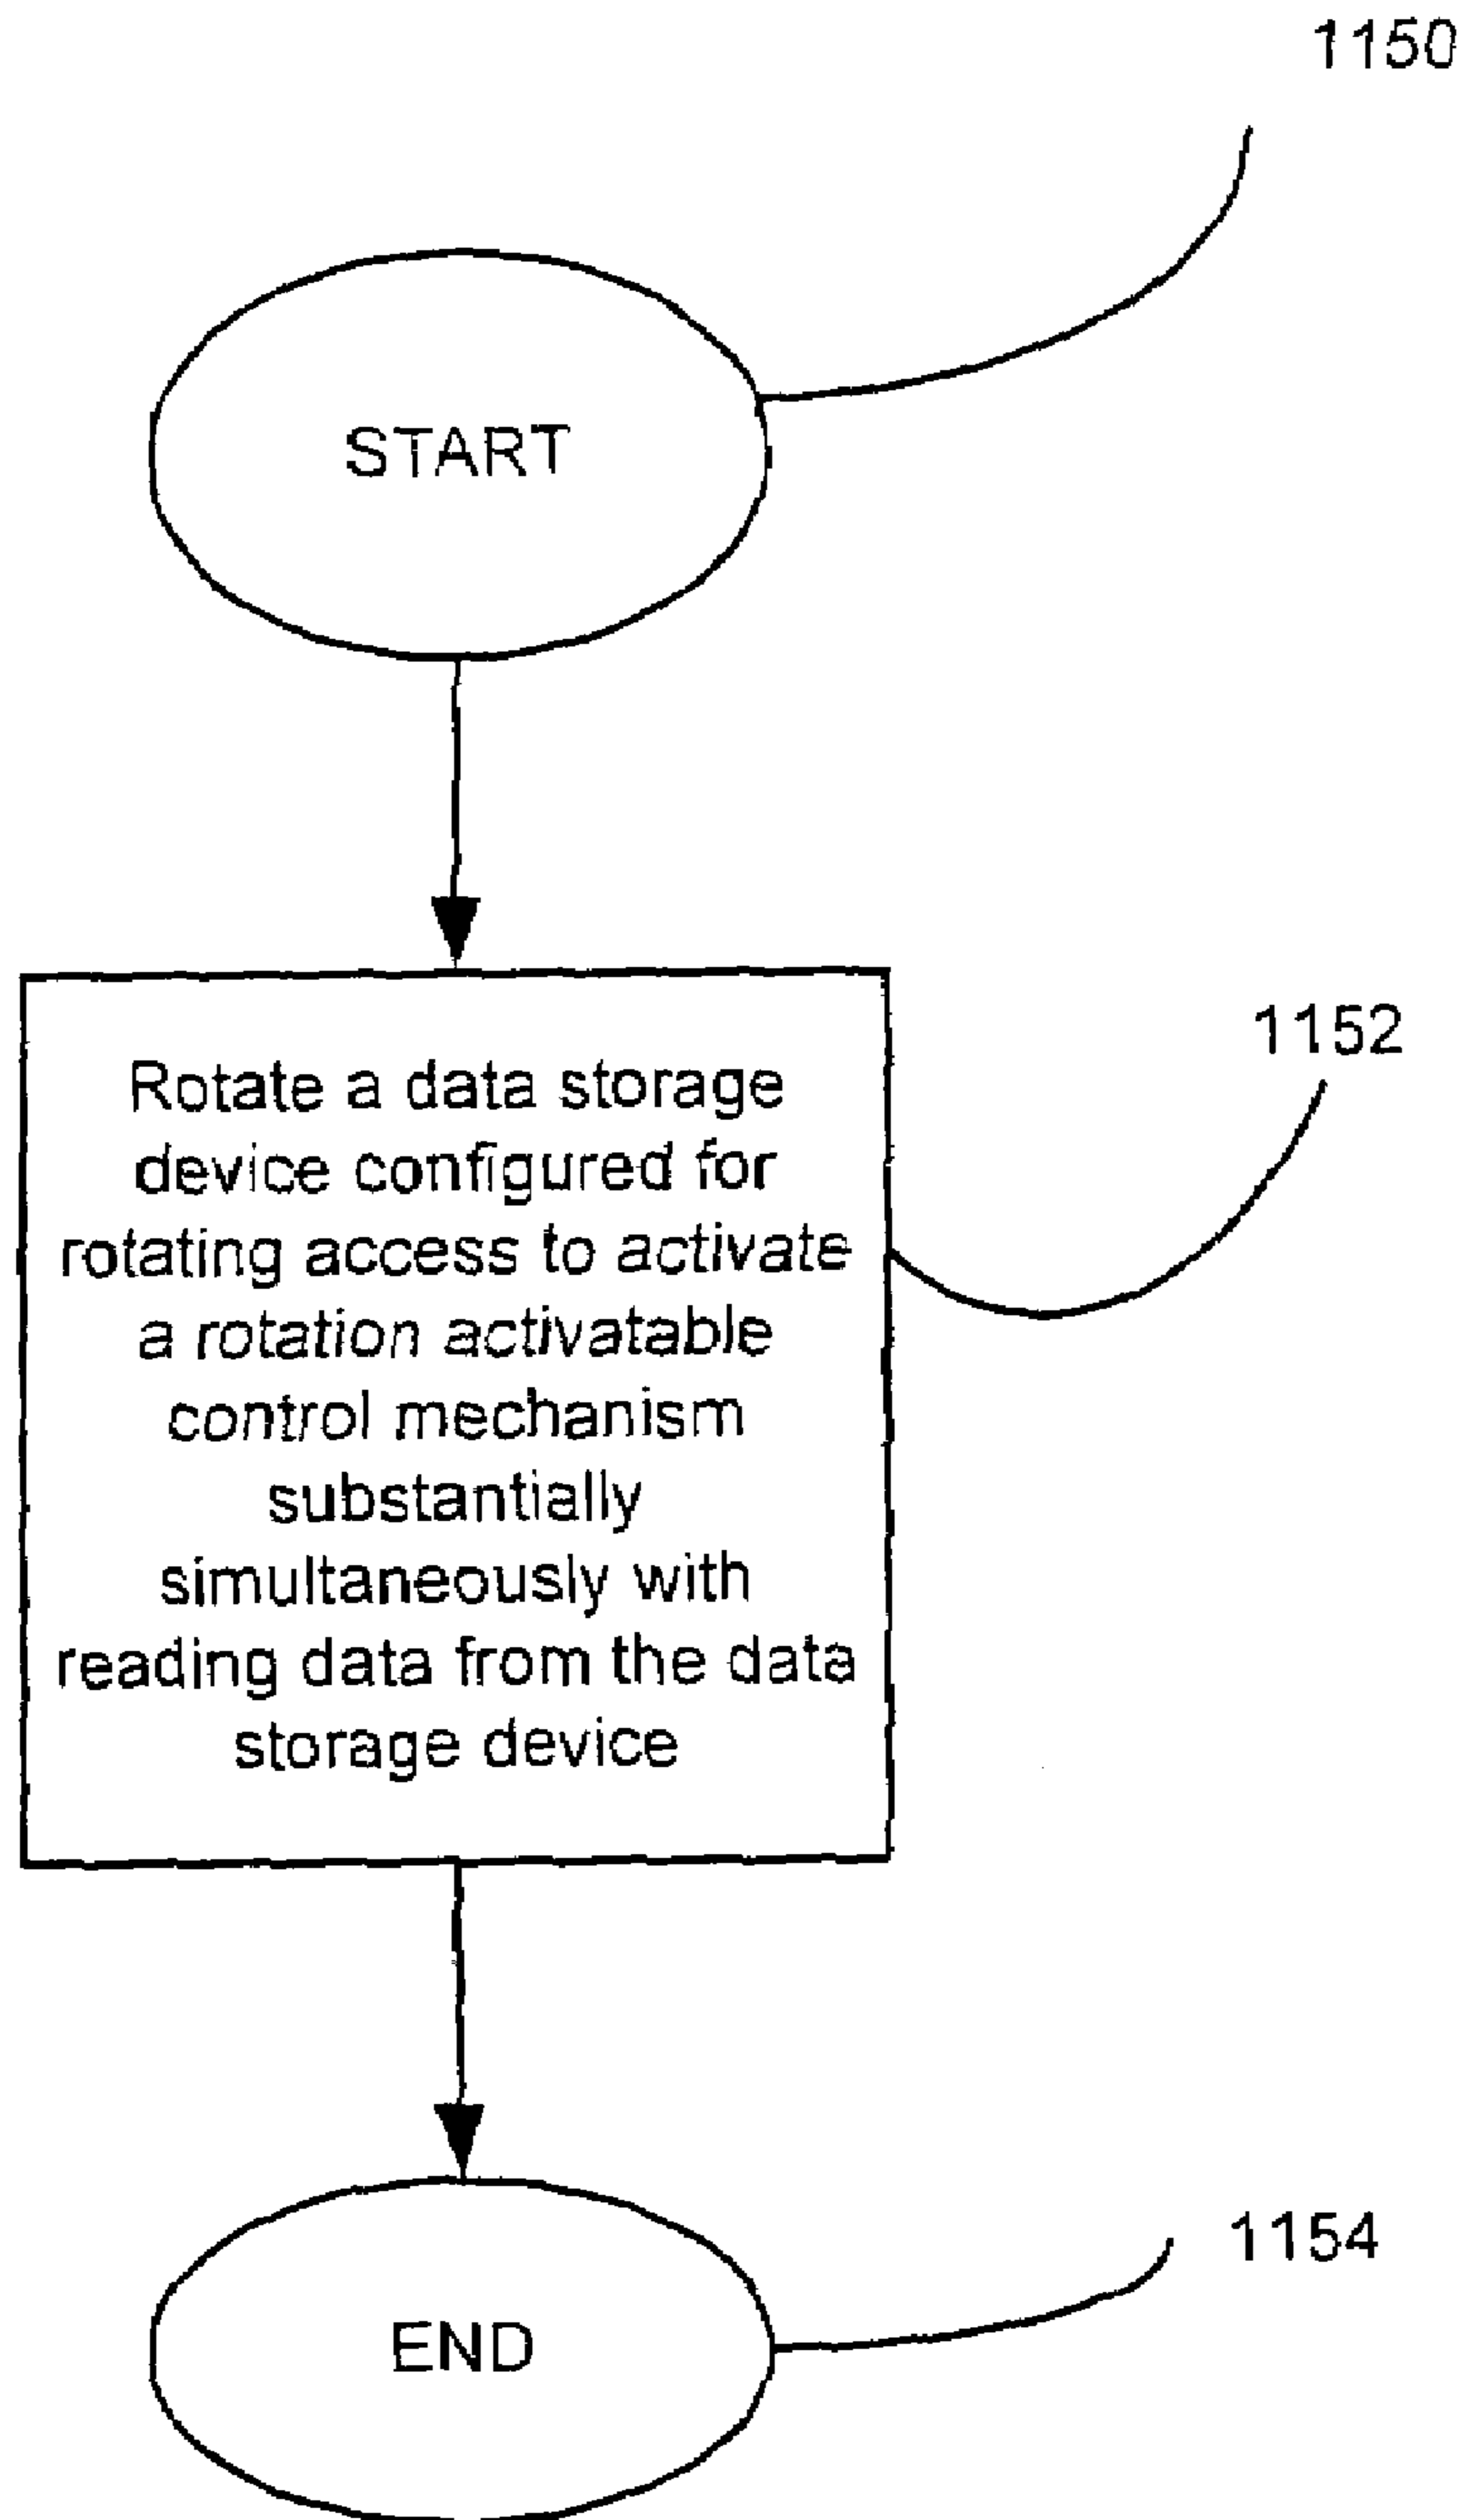 1150
START
1152
Rotate a data storage
device configured for
rotating access to activate
a rotation activatable
control mechanism
substantially
simultaneously with
reading data from the data
storage device
1154
END